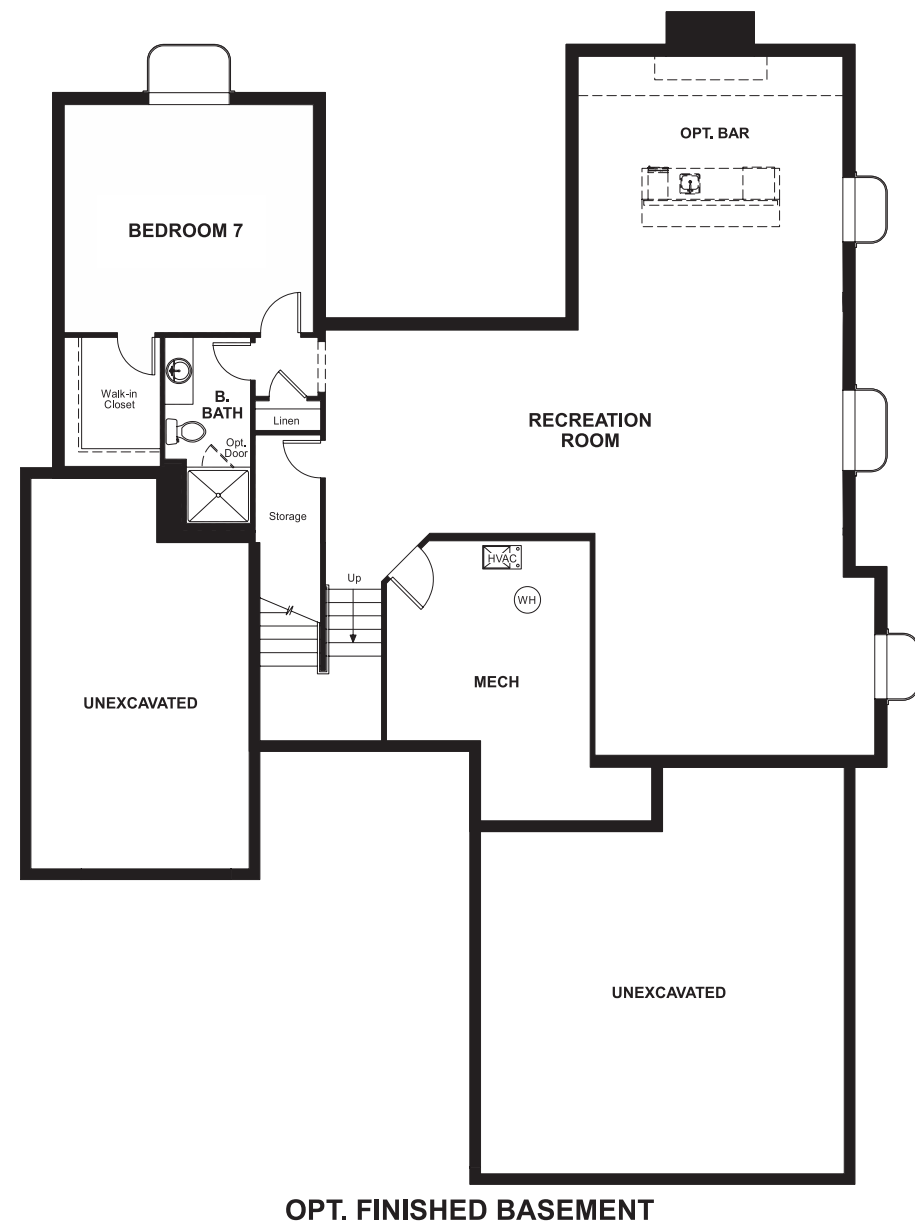 OPT. BAR
BEDROOM 7
Walk-in
Closet
B.
BATH
Opt.
Door
Linen
RECREATION
ROOM
Storage
HVAC
Up
WH
MECH
UNEXCAVATED
UNEXCAVATED
OPT. FINISHED BASEMENT